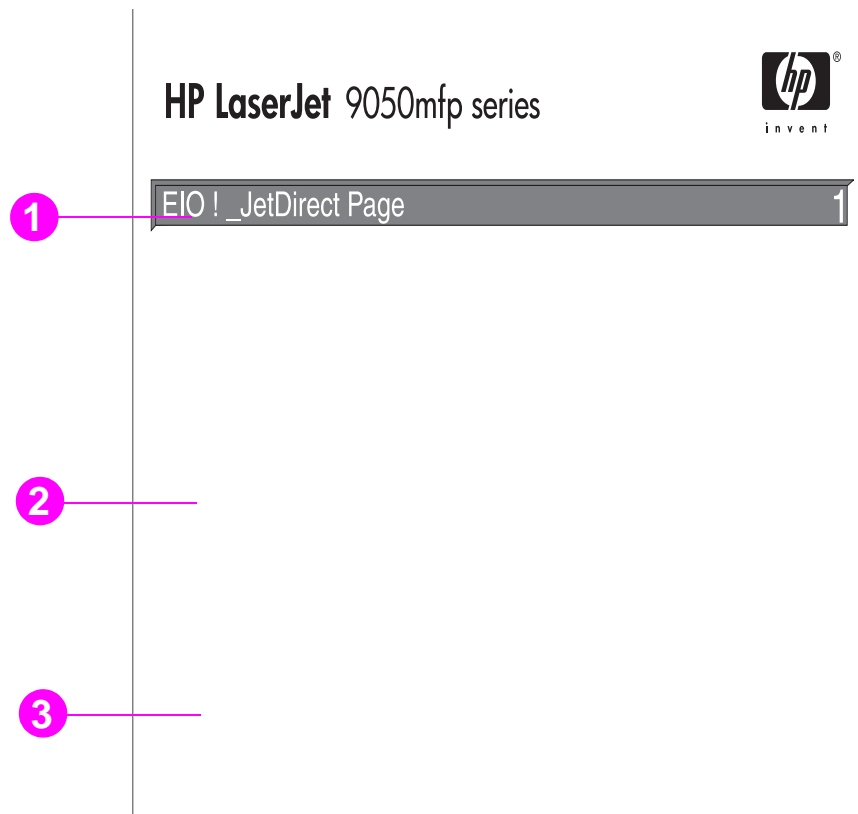 HP LaserJet 9050mfp series
hp ®
invent
1
EIO ! _JetDirect Page 1
2
3